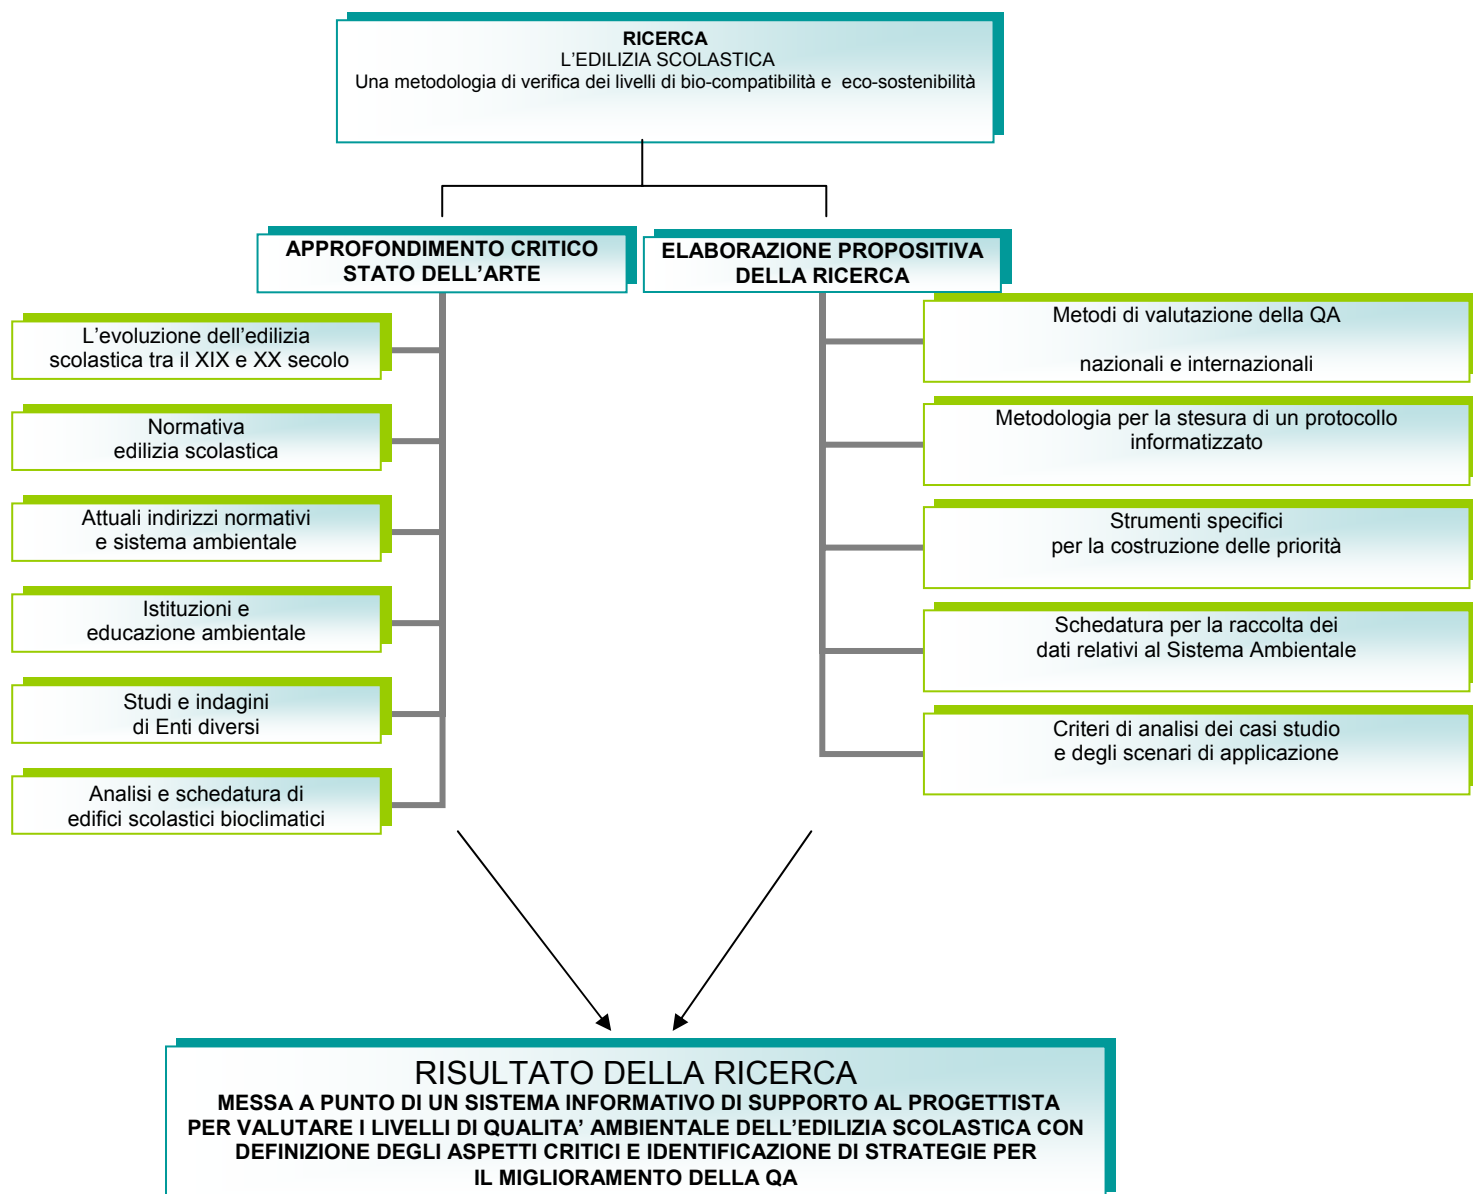 RICERCA
L'EDILIZIA SCOLASTICA
Una metodologia di verifica dei livelli di bio-compatibilità e eco-sostenibilità
APPROFONDIMENTO CRITICO
STATO DELL'ARTE
L'evoluzione dell'edilizia
scolastica tra il XIX e XX secolo
Normativa
edilizia scolastica
Attuali indirizzi normativi
e sistema ambientale
Istituzioni e
educazione ambientale
Studi e indagini
di Enti diversi
Analisi e schedatura di
edifici scolastici bioclimatici
ELABORAZIONE PROPOSITIVA
DELLA RICERCA
Metodi di valutazione della QA
nazionali e internazionali
Metodologia per la stesura di un protocollo
informatizzato
Strumenti specifici
per la costruzione delle priorità
Schedatura per la raccolta dei
dati relativi al Sistema Ambientale
Criteri di analisi dei casi studio
e degli scenari di applicazione
RISULTATO DELLA RICERCA
MESSA A PUNTO DI UN SISTEMA INFORMATIVO DI SUPPORTO AL PROGETTISTA
PER VALUTARE I LIVELLI DI QUALITA' AMBIENTALE DELL'EDILIZIA SCOLASTICA CON
DEFINIZIONE DEGLI ASPETTI CRITICI E IDENTIFICAZIONE DI STRATEGIE PER
IL MIGLIORAMENTO DELLA QA